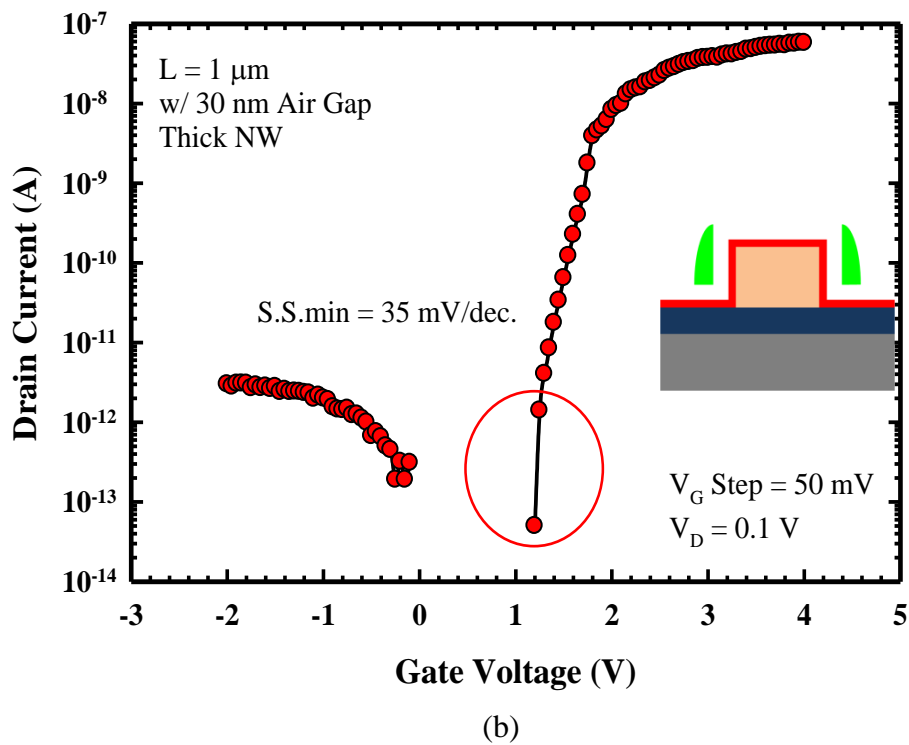 10⁻⁷
10⁻⁸
10⁻⁹
10⁻¹⁰
10⁻¹¹
10⁻¹²
10⁻¹³
10⁻¹⁴
Drain Current (A)
L = 1 μm
w/ 30 nm Air Gap
Thick NW
S.S.min = 35 mV/dec.
V_G Step = 50 mV
V_D = 0.1 V
-3 -2 -1 0 1 2 3 4 5
Gate Voltage (V)
(b)